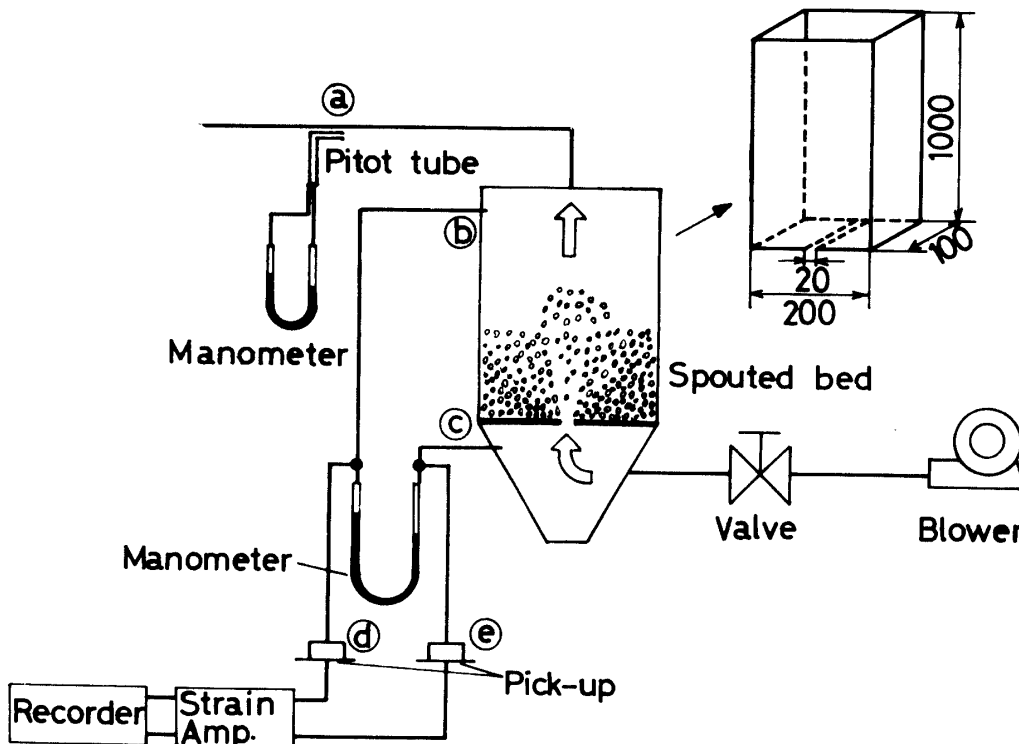 ⓐ
Pitot tube
1000
ⓑ
100
20
200
Manometer
Spouted bed
ⓒ
Valve
Blower
Manometer
ⓓ
ⓔ
Pick-up
Recorder
Strain
Amp.